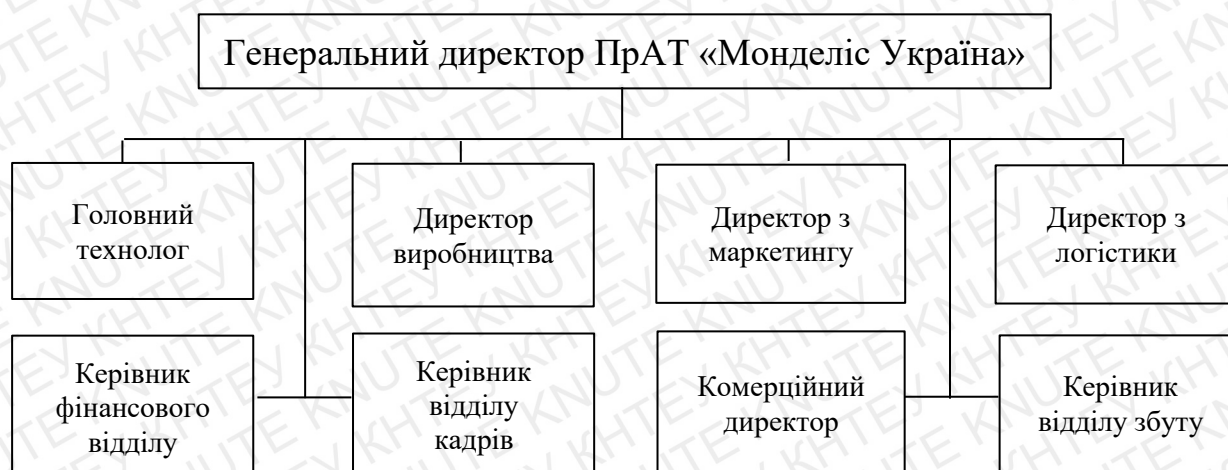 Генеральний директор ПрАТ «Монделіс Україна»
Головний
технолог
Директор
виробництва
Директор з
маркетингу
Директор з
логістики
Керівник
фінансового
відділу
Керівник
відділу
кадрів
Комерційний
директор
Керівник
відділу збуту